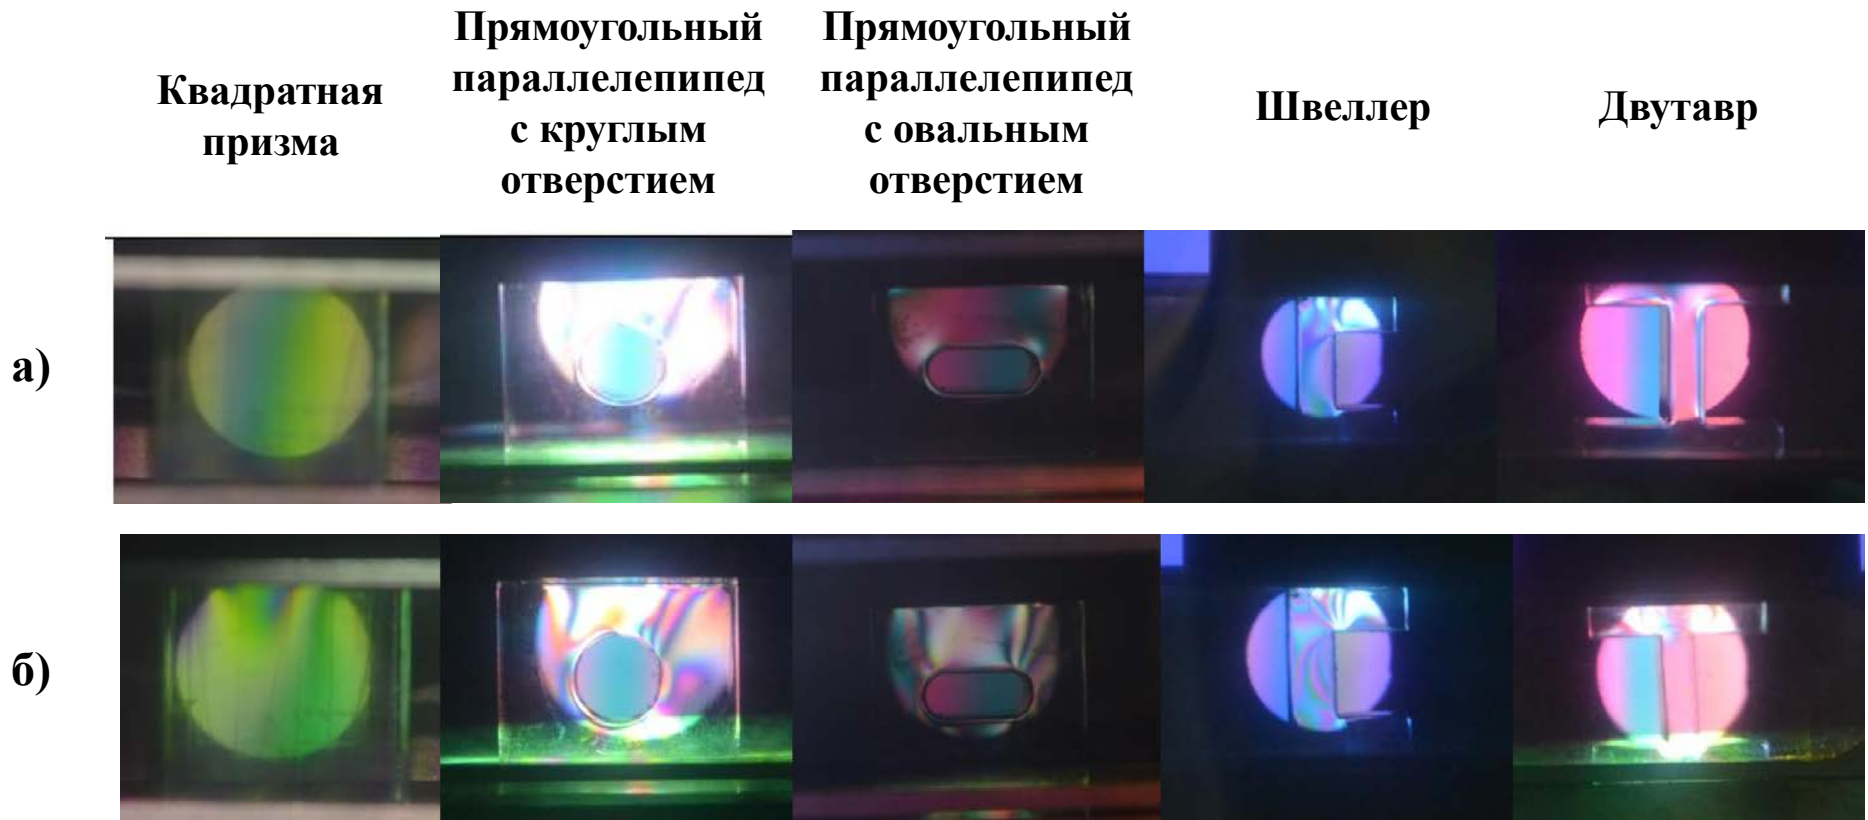 Квадратная
призма
Прямоугольный
параллелепипед
с круглым
отверстием
Прямоугольный
параллелепипед
с овальным
отверстием
Швеллер
Двутавр
а)
б)